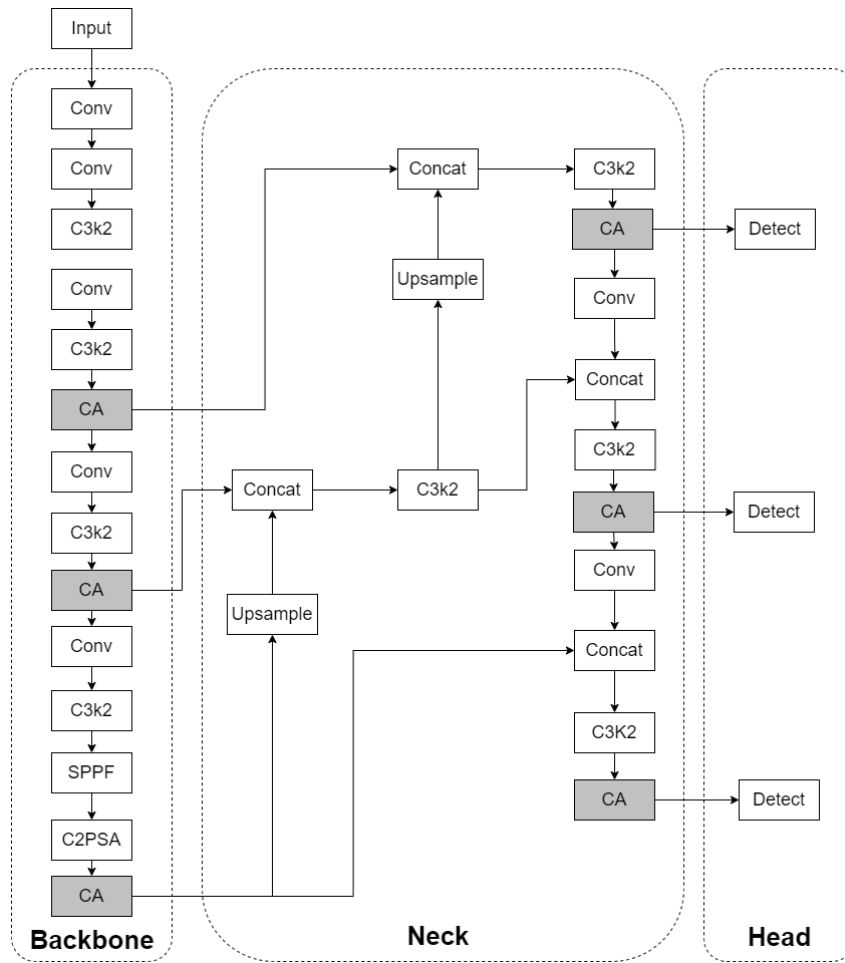 Input
Conv
Conv
C3k2
Conv
C3k2
CA
Conv
C3k2
CA
Conv
C3k2
SPPF
C2PSA
CA
Backbone
Concat
Upsample
Concat
Upsample
C3k2
C3k2
CA
Conv
Concat
C3k2
CA
Conv
Concat
C3K2
CA
Neck
Detect
Detect
Detect
Head